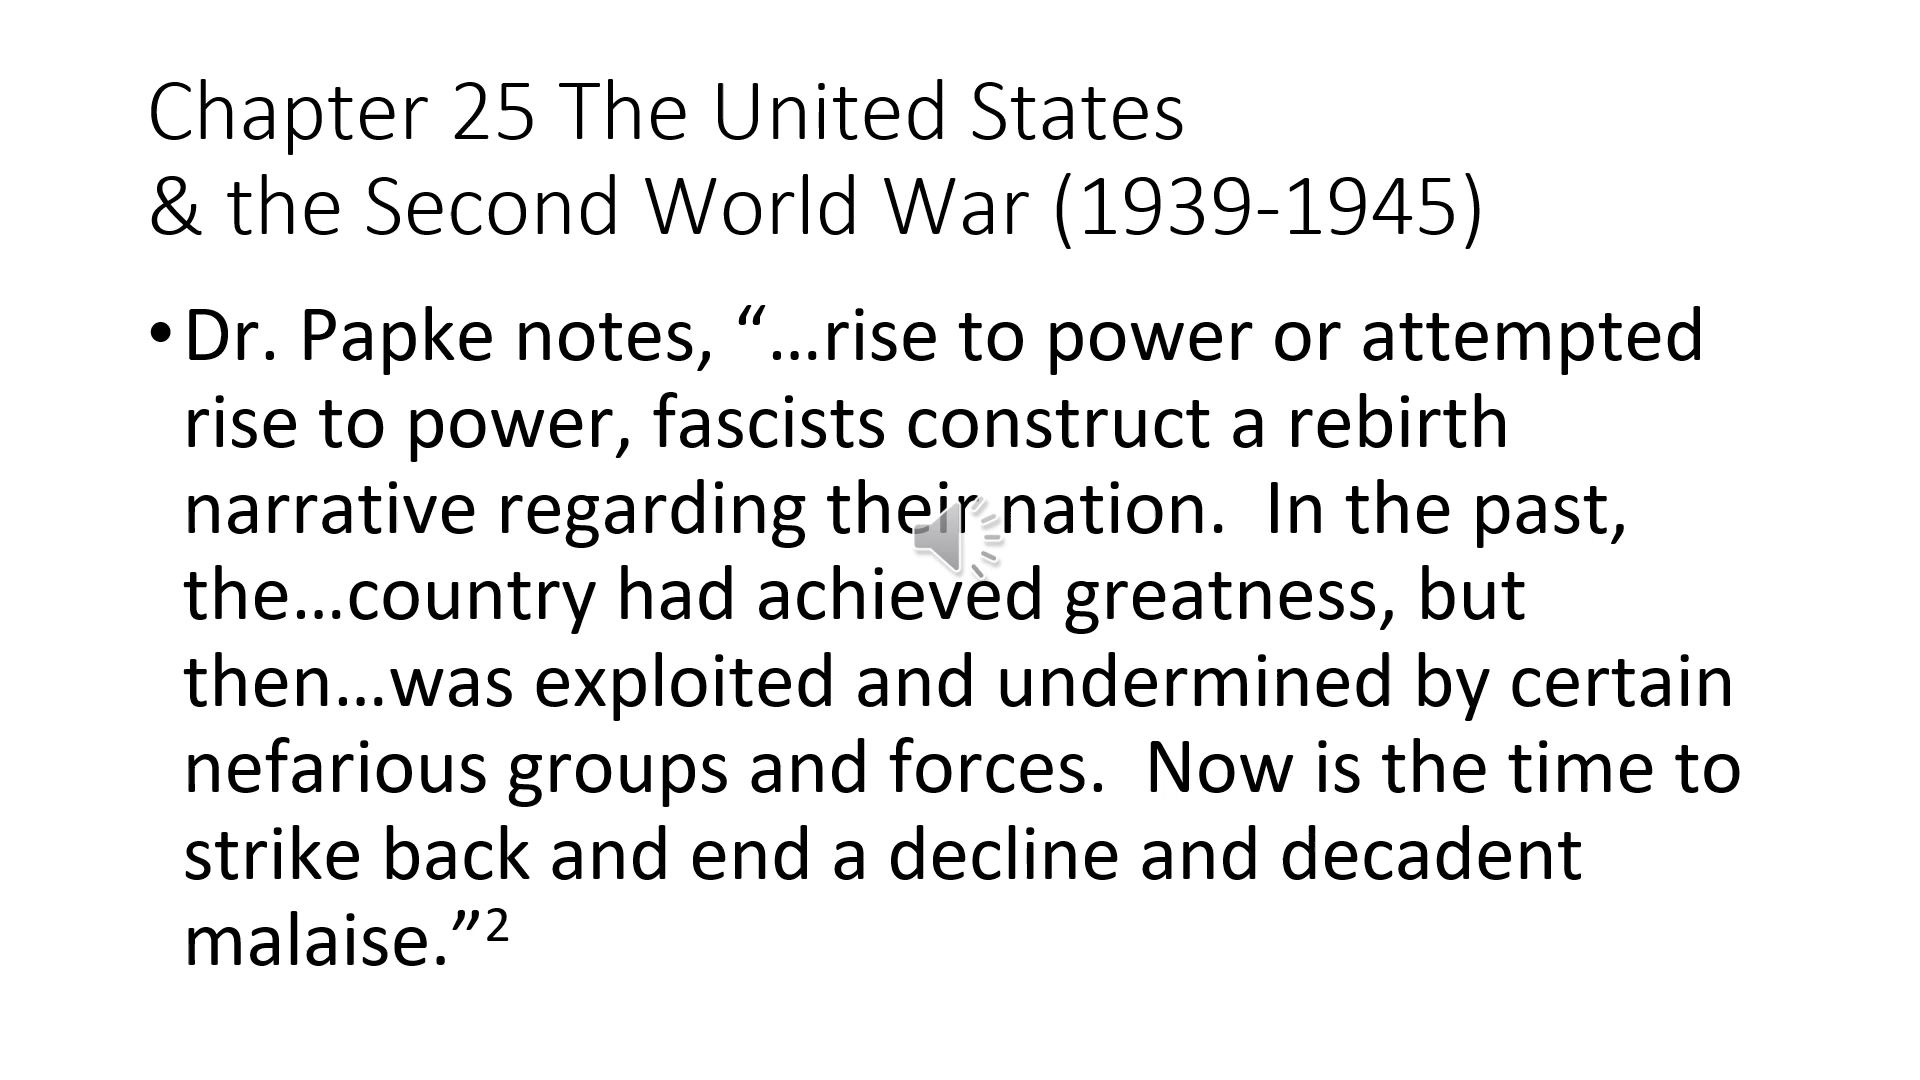 Chapter 25 The United States
& the Second World War (1939-1945)
•Dr. Papke notes, “…rise to power or attempted
rise to power, fascists construct a rebirth
narrative regarding their nation.  In the past,
the…country had achieved greatness, but
then…was exploited and undermined by certain
nefarious groups and forces.  Now is the time to
strike back and end a decline and decadent
malaise.”²